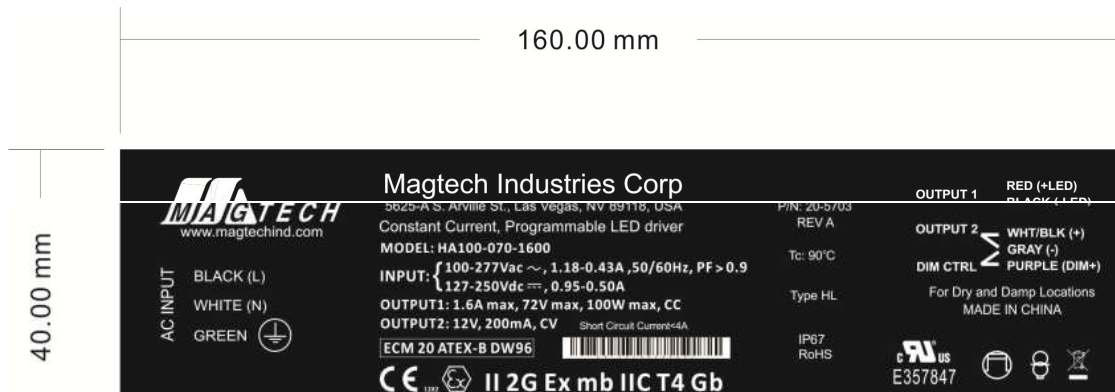 160.00 mm
40.00 mm
MAGTECH
www.magtechind.com
AC INPUT
BLACK (L)
WHITE (N)
GREEN
Magtech Industries Corp
5625-A S. Arville St., Las Vegas, NV 89118, USA
Constant Current, Programmable LED driver
MODEL: HA100-070-1600
INPUT: { 100-277Vac ～, 1.18-0.43A ,50/60Hz, PF > 0.9
127-250Vdc ⎓, 0.95-0.50A
OUTPUT1: 1.6A max, 72V max, 100W max, CC
OUTPUT2: 12V, 200mA, CV
Short Circuit Current<4A
ECM 20 ATEX-B DW96
CE Ex II 2G Ex mb IIC T4 Gb
P/N: 20-5703
REV A
Tc: 90°C
Type HL
IP67
RoHS
OUTPUT 1
RED (+LED)
BLACK (-LED)
OUTPUT 2
WHT/BLK (+)
GRAY (-)
DIM CTRL
PURPLE (DIM+)
For Dry and Damp Locations
MADE IN CHINA
c RU US
E357847